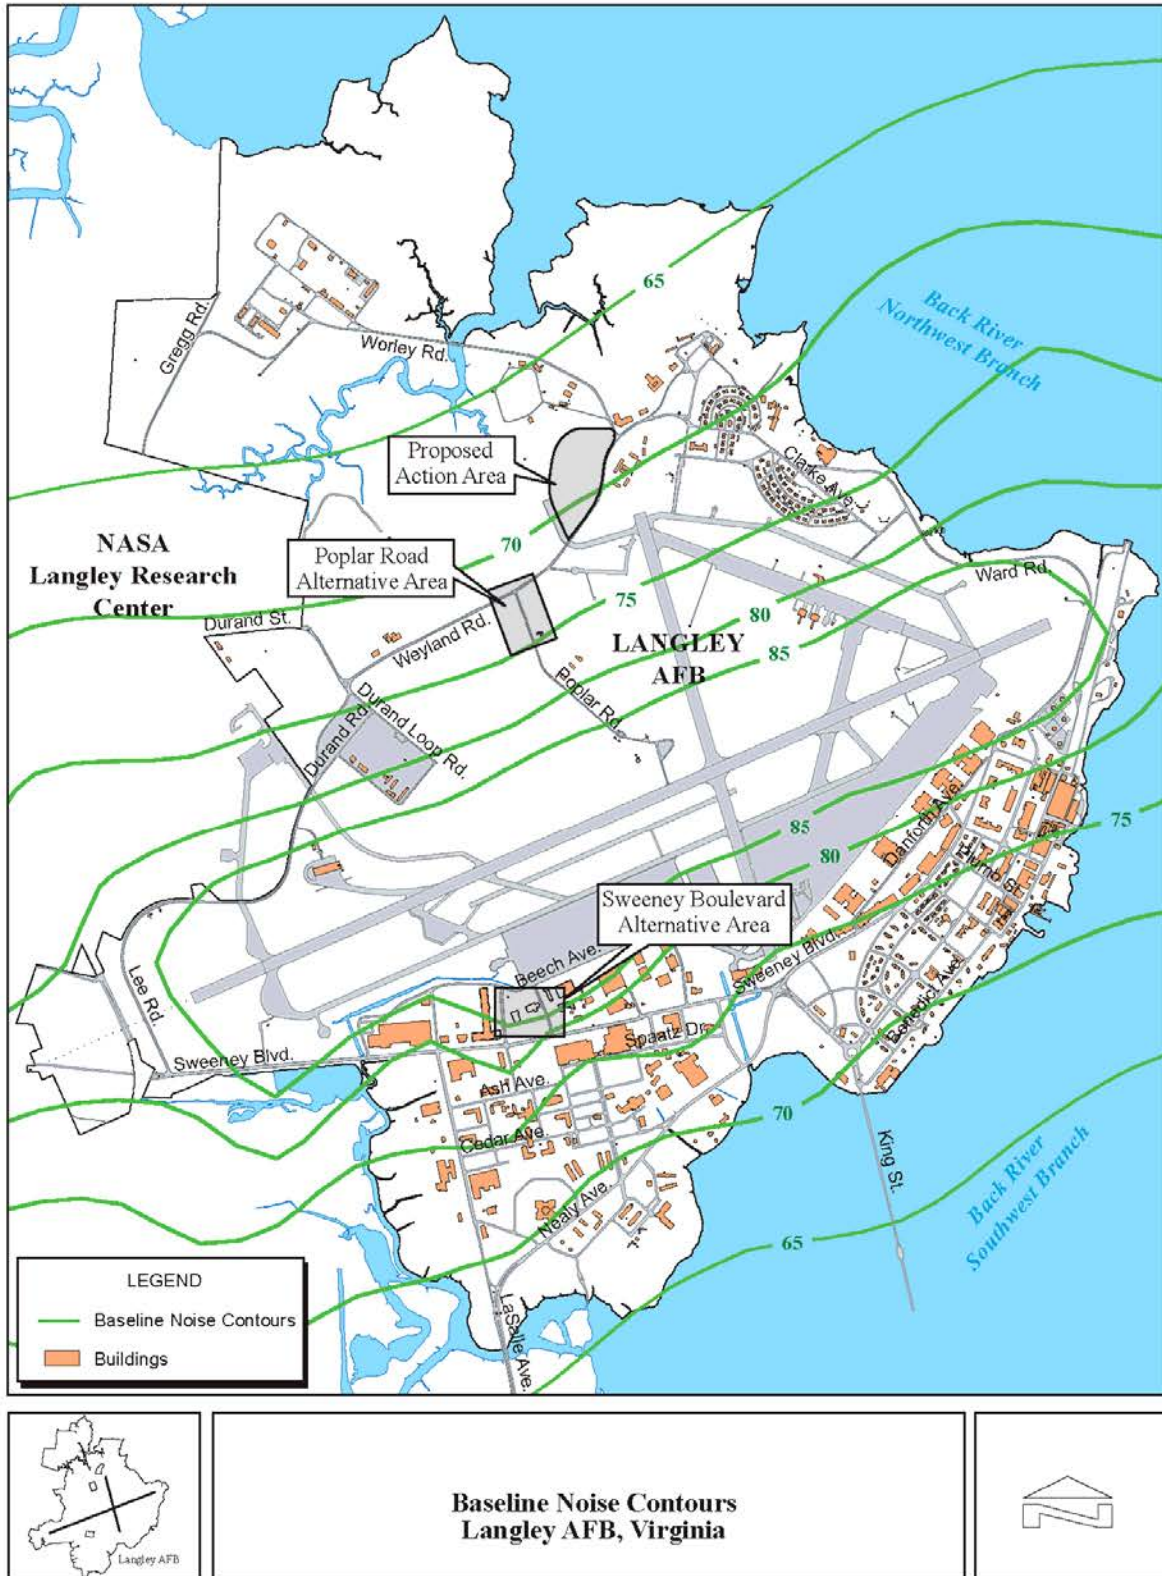 65
Back River
Northwest Branch
Gregg Rd.
Worley Rd.
Proposed
Action Area
Clarke Ave.
70
NASA
Langley Research
Center
Poplar Road
Alternative Area
75
80
85
Ward Rd.
Durand St.
Weyland Rd.
LANGLEY
AFB
Poplar Rd.
Durand Loop Rd.
Durand Rd.
85
80
75
Danforth Ave.
Plumb St.
Sweeney Boulevard
Alternative Area
Beech Ave.
Sweeney Blvd.
Lee Rd.
Benedict Ave.
Sweeney Blvd.
Spaatz Dr.
Ash Ave.
Cedar Ave.
70
King St.
Nealy Ave.
Back River
Southwest Branch
65
LaSalle Ave.
LEGEND
Baseline Noise Contours
Buildings
Langley AFB
Baseline Noise Contours
Langley AFB, Virginia
N